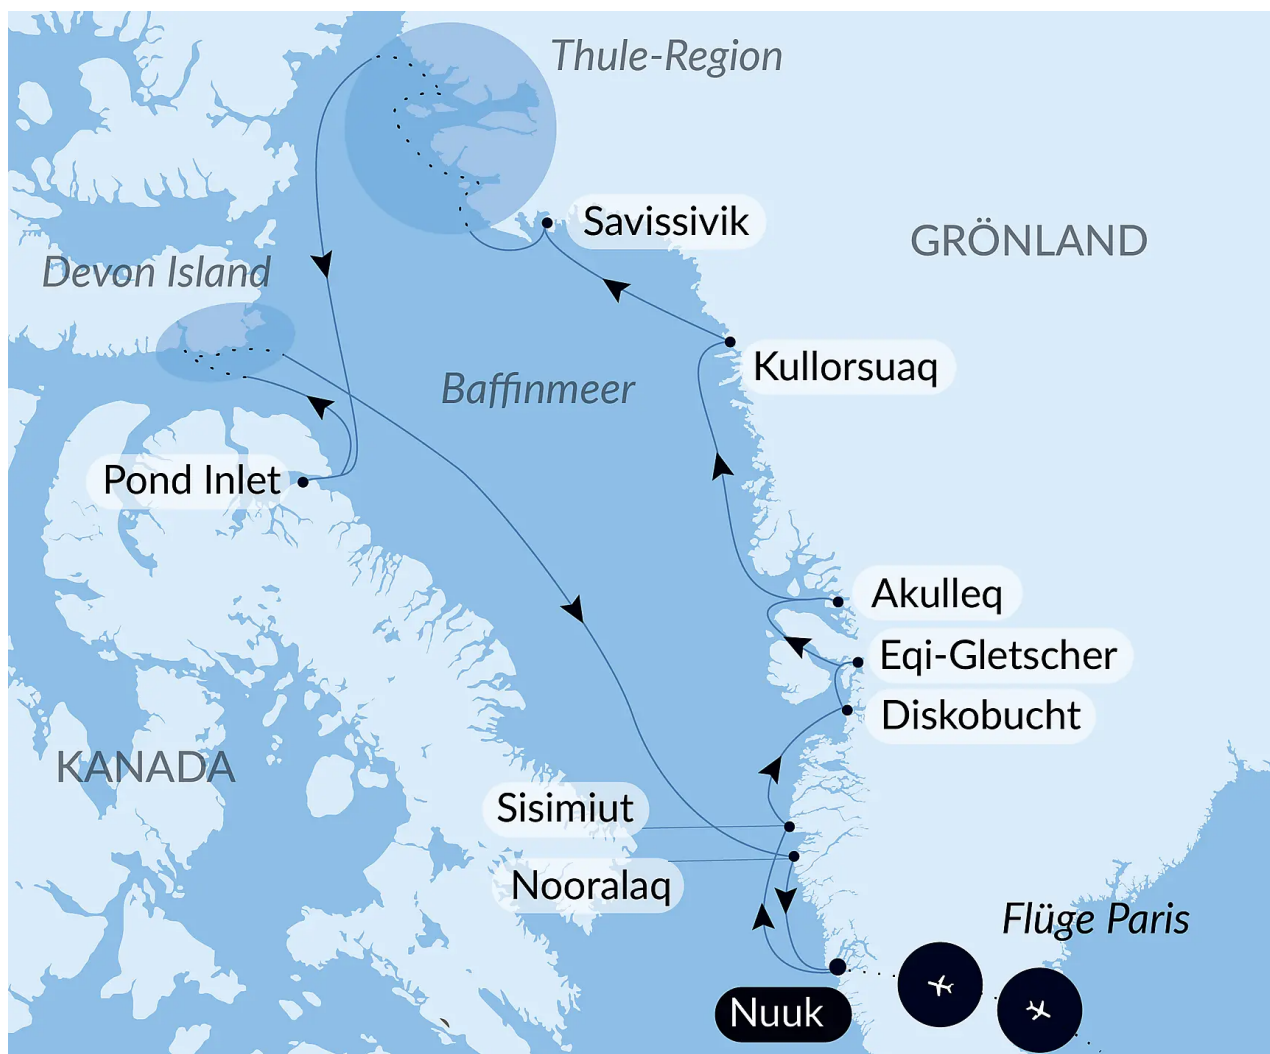 Thule-Region
Savissivik
GRÖNLAND
Devon Island
Kullorsuaq
Baffinmeer
Pond Inlet
Akulleq
Eqi-Gletscher
Diskobucht
KANADA
Sisimiut
Nooralaq
Flüge Paris
Nuuk